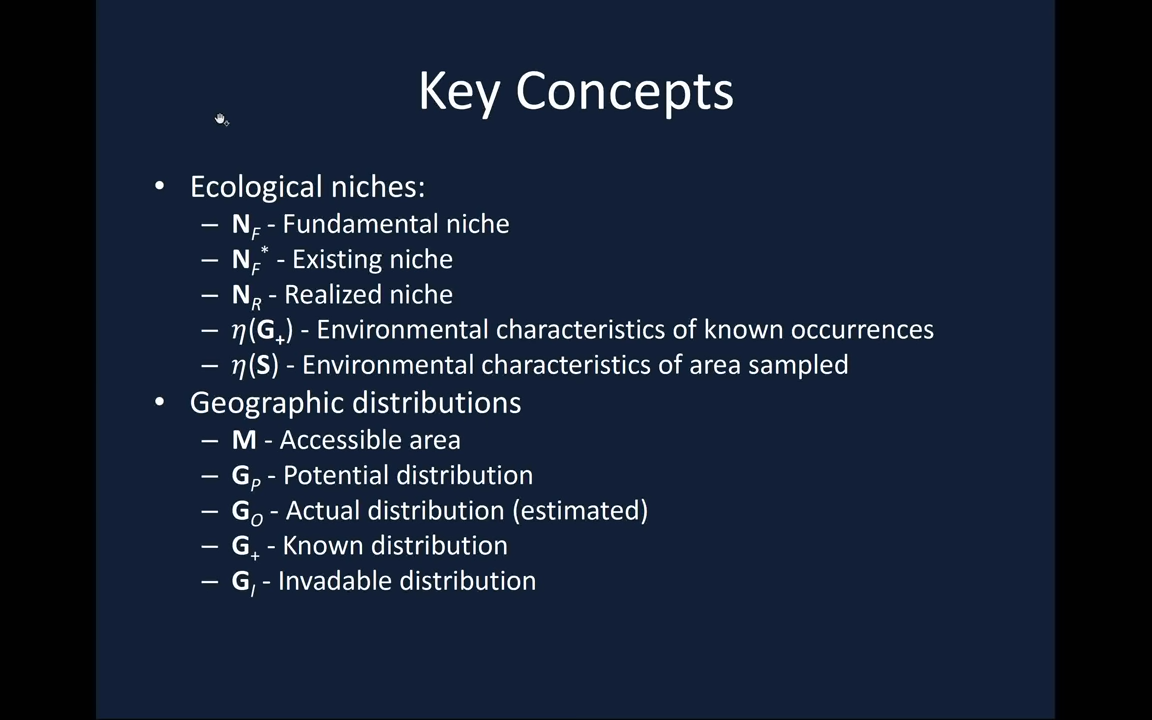 Key Concepts
• Ecological niches:
– N_F - Fundamental niche
– N_F^* - Existing niche
– N_R - Realized niche
– η(G_+) - Environmental characteristics of known occurrences
– η(S) - Environmental characteristics of area sampled
• Geographic distributions
– M - Accessible area
– G_P - Potential distribution
– G_O - Actual distribution (estimated)
– G_+ - Known distribution
– G_I - Invadable distribution